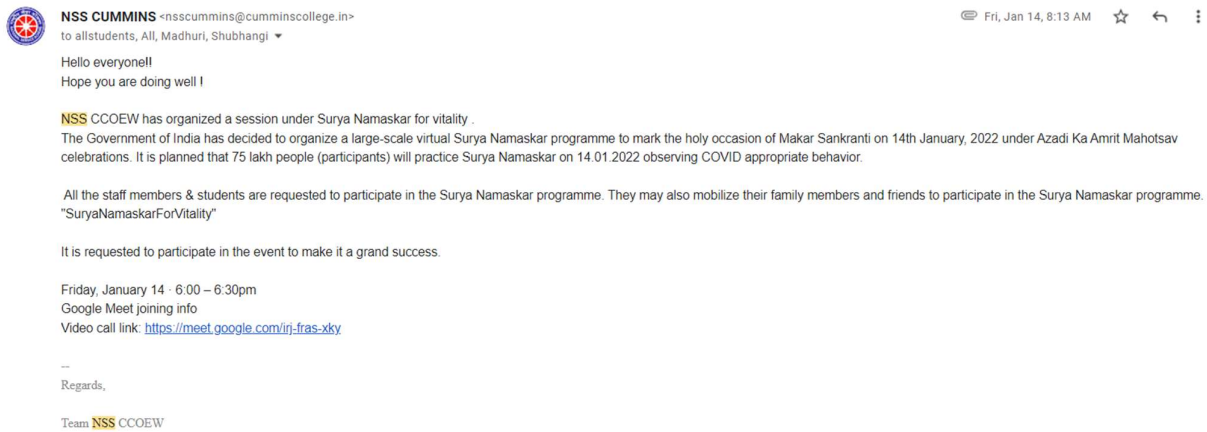 NSS CUMMINS <nsscummins@cumminscollege.in>
Fri, Jan 14, 8:13 AM
to allstudents, All, Madhuri, Shubhangi
Hello everyone!!
Hope you are doing well !
NSS CCOEW has organized a session under Surya Namaskar for vitality .
The Government of India has decided to organize a large-scale virtual Surya Namaskar programme to mark the holy occasion of Makar Sankranti on 14th January, 2022 under Azadi Ka Amrit Mahotsav
celebrations. It is planned that 75 lakh people (participants) will practice Surya Namaskar on 14.01.2022 observing COVID appropriate behavior.
All the staff members & students are requested to participate in the Surya Namaskar programme. They may also mobilize their family members and friends to participate in the Surya Namaskar programme.
"SuryaNamaskarForVitality"
It is requested to participate in the event to make it a grand success.
Friday, January 14 · 6:00 – 6:30pm
Google Meet joining info
Video call link: https://meet.google.com/irj-fras-xky
--
Regards,
Team NSS CCOEW